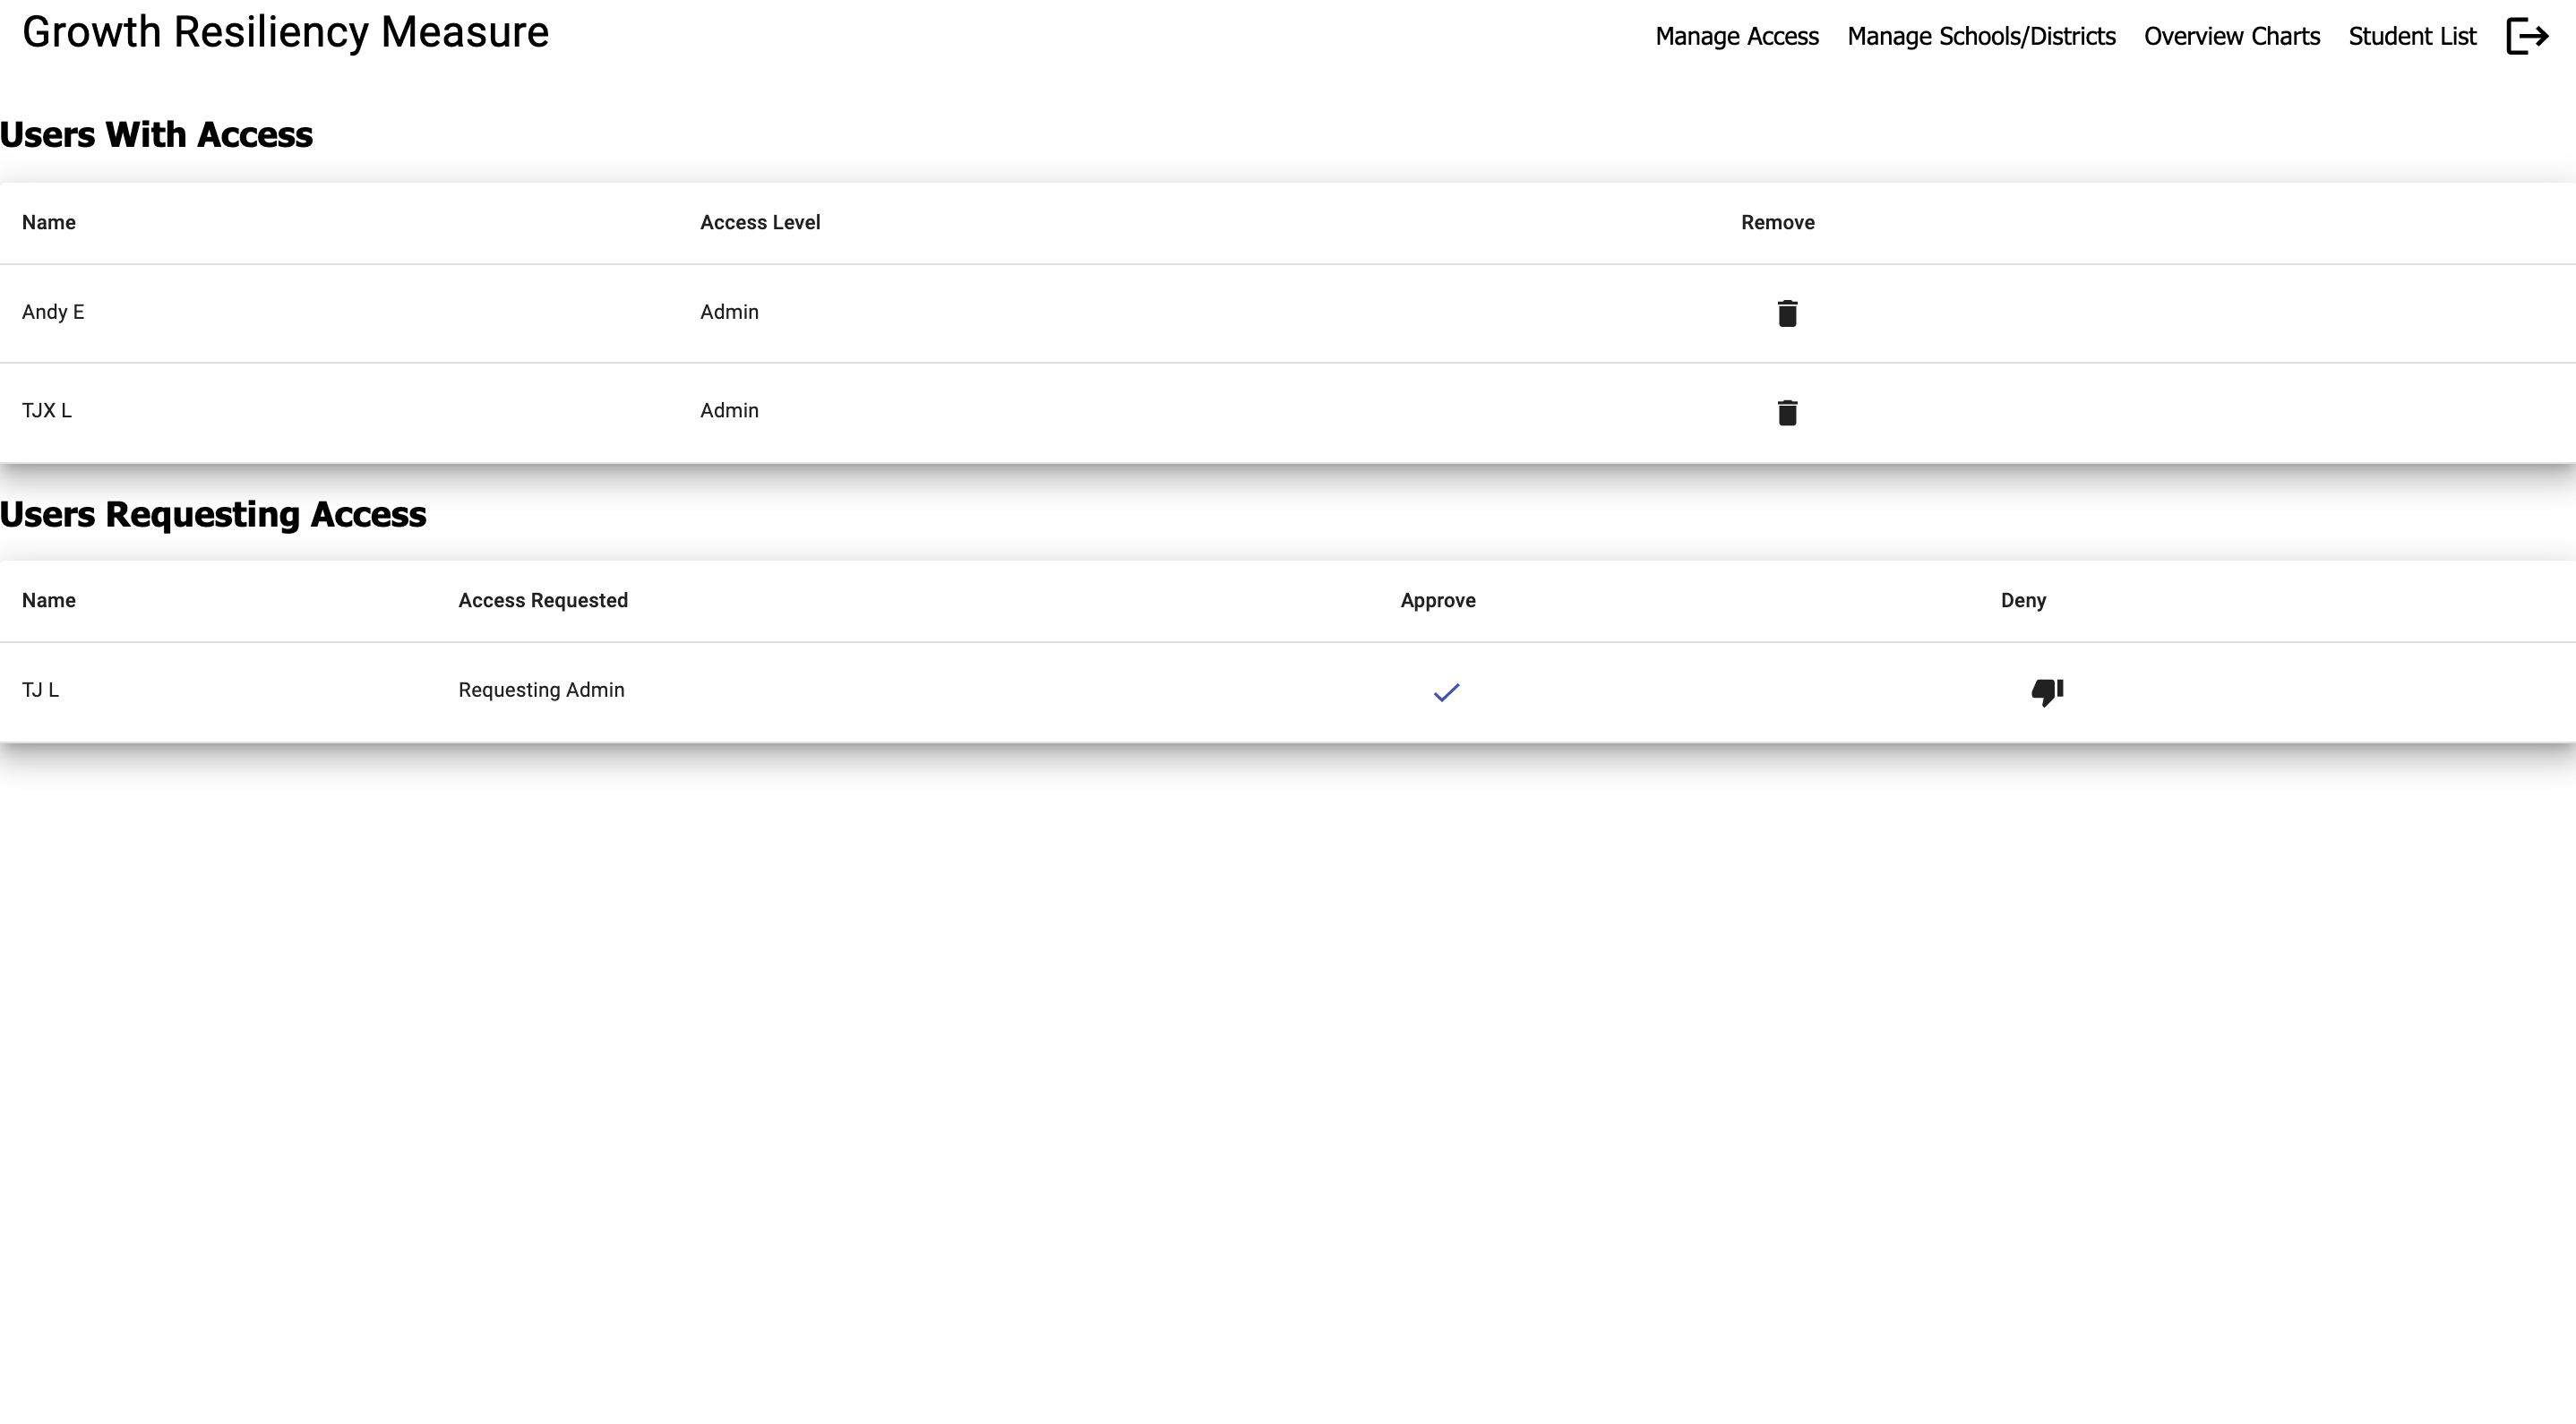 Growth Resiliency Measure
Manage Access Manage Schools/Districts Overview Charts Student List
Users With Access
Name Access Level Remove
Andy E Admin
TJX L Admin
Users Requesting Access
Name Access Requested Approve Deny
TJ L Requesting Admin